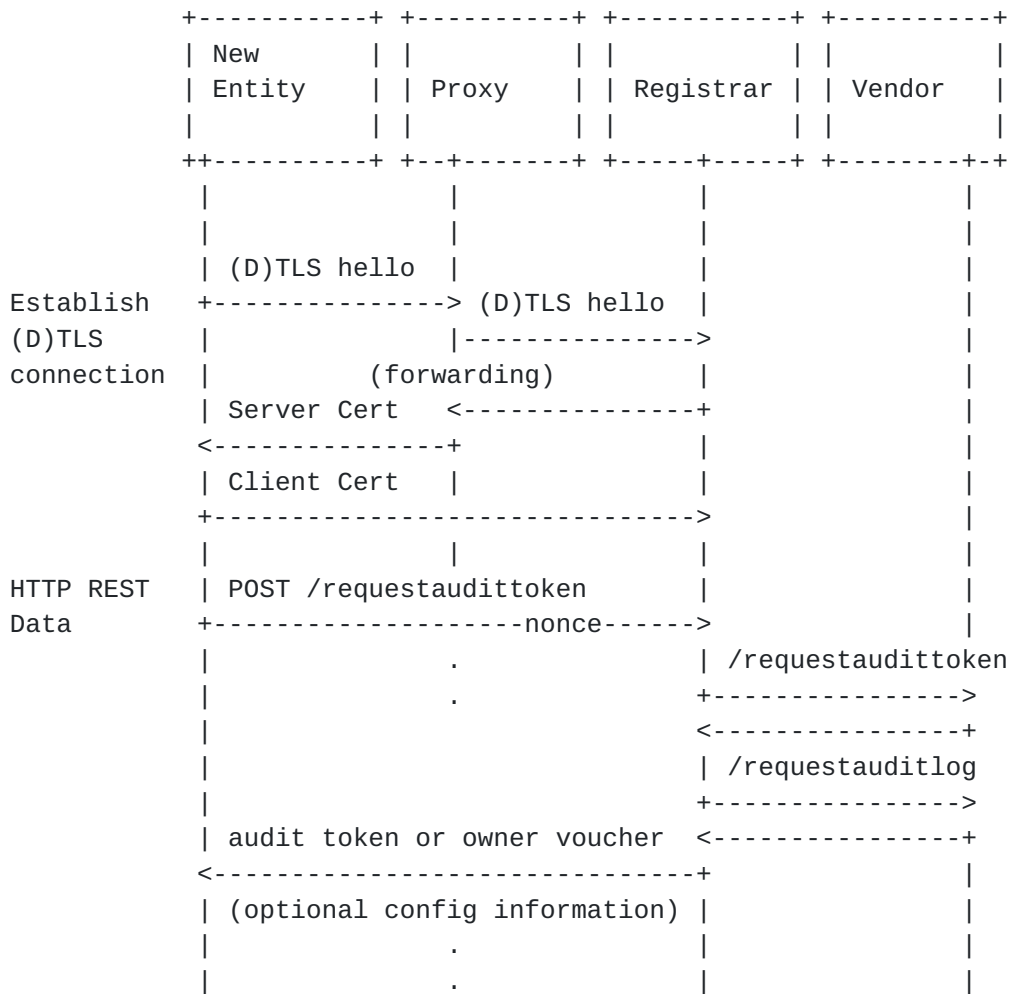 +-----------+ +----------+ +-----------+ +----------+
| New       | |          | |           | |          |
| Entity    | | Proxy    | | Registrar | | Vendor   |
|           | |          | |           | |          |
++----------+ +--+-------+ +-----+-----+ +--------+-+
 |               |               |                |
 |               |               |                |
 | (D)TLS hello  |               |                |
Establish   +---------------> (D)TLS hello  |                |
(D)TLS      |               |--------------->                |
connection  |          (forwarding)         |                |
 | Server Cert   <---------------+                |
 <---------------+               |                |
 | Client Cert   |               |                |
 +------------------------------->                |
 |               |               |                |
HTTP REST   | POST /requestaudittoken       |                |
Data        +--------------------nonce------>                |
 |               .               | /requestaudittoken
 |               .               +---------------->
 |                               <----------------+
 |                               | /requestauditlog
 |                               +---------------->
 | audit token or owner voucher  <----------------+
 <-------------------------------+                |
 | (optional config information) |                |
 |               .               |                |
 |               .               |                |